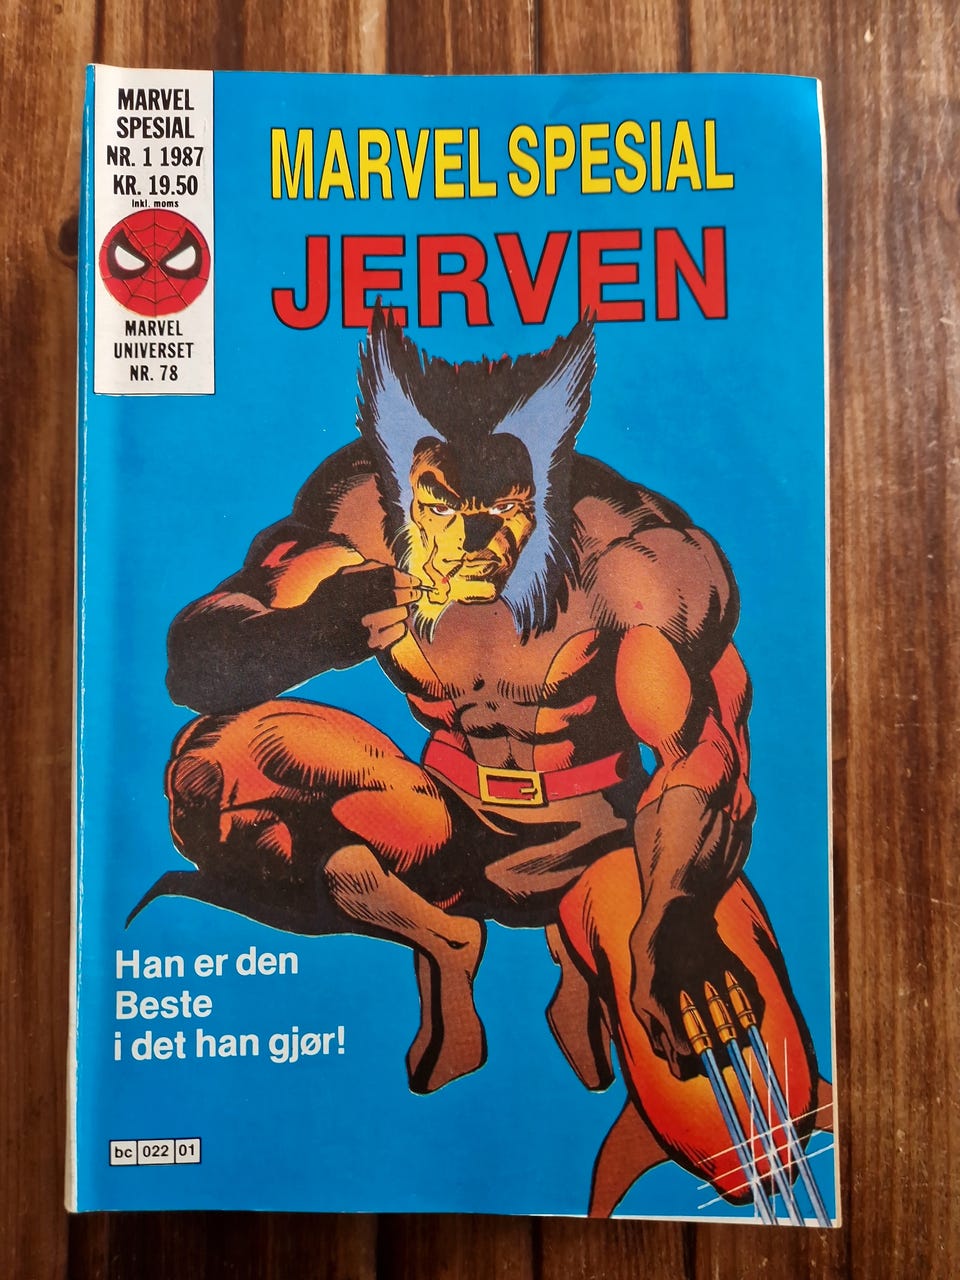 MARVEL
SPESIAL
NR. 1 1987
KR. 19.50
Inkl. moms
MARVEL
UNIVERSET
NR. 78
MARVEL SPESIAL
JERVEN
Han er den
Beste
i det han gjør!
bc 022 01